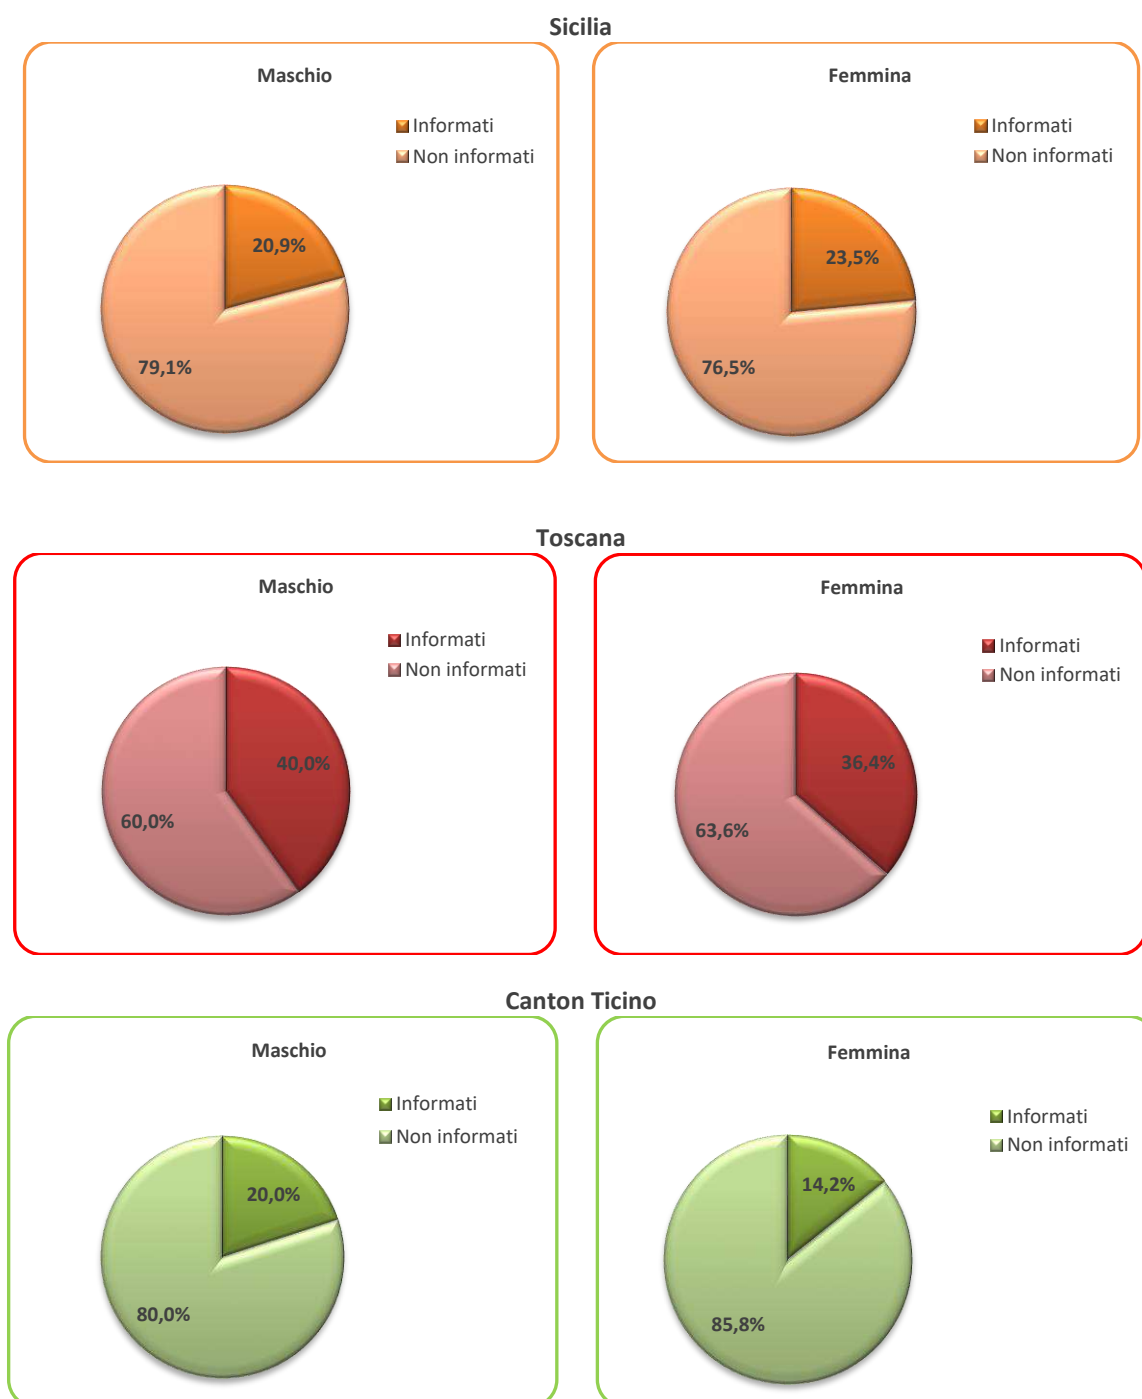 Sicilia
Maschio
Informati
Non informati
20,9%
79,1%
Femmina
Informati
Non informati
23,5%
76,5%
Toscana
Maschio
Informati
Non informati
40,0%
60,0%
Femmina
Informati
Non informati
36,4%
63,6%
Canton Ticino
Maschio
Informati
Non informati
20,0%
80,0%
Femmina
Informati
Non informati
14,2%
85,8%